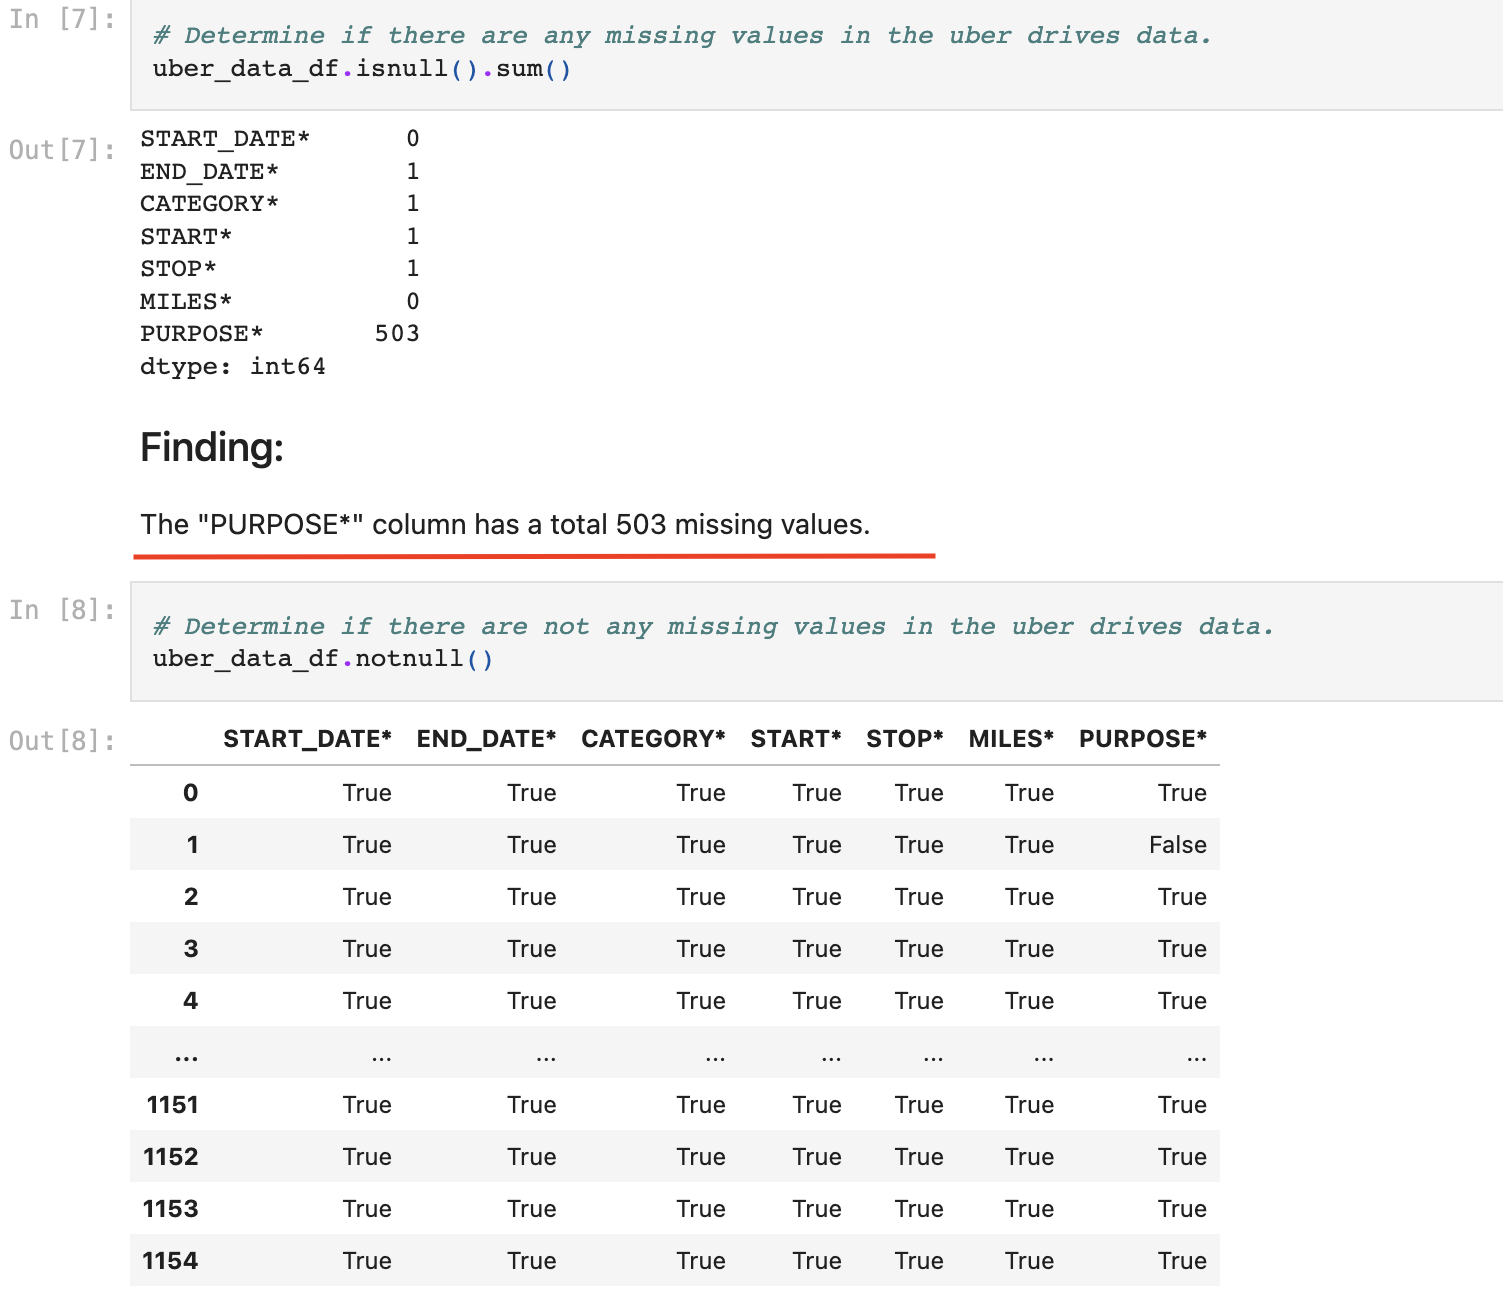 In [7]:
# Determine if there are any missing values in the uber drives data.
uber_data_df.isnull().sum()
Out[7]:
START_DATE* 0
END_DATE* 1
CATEGORY* 1
START* 1
STOP* 1
MILES* 0
PURPOSE* 503
dtype: int64
Finding:
The "PURPOSE*" column has a total 503 missing values.
In [8]:
# Determine if there are not any missing values in the uber drives data.
uber_data_df.notnull()
Out[8]:
START_DATE* END_DATE* CATEGORY* START* STOP* MILES* PURPOSE*
0 True True True True True True True
1 True True True True True True False
2 True True True True True True True
3 True True True True True True True
4 True True True True True True True
... ... ... ... ... ... ... ...
1151 True True True True True True True
1152 True True True True True True True
1153 True True True True True True True
1154 True True True True True True True